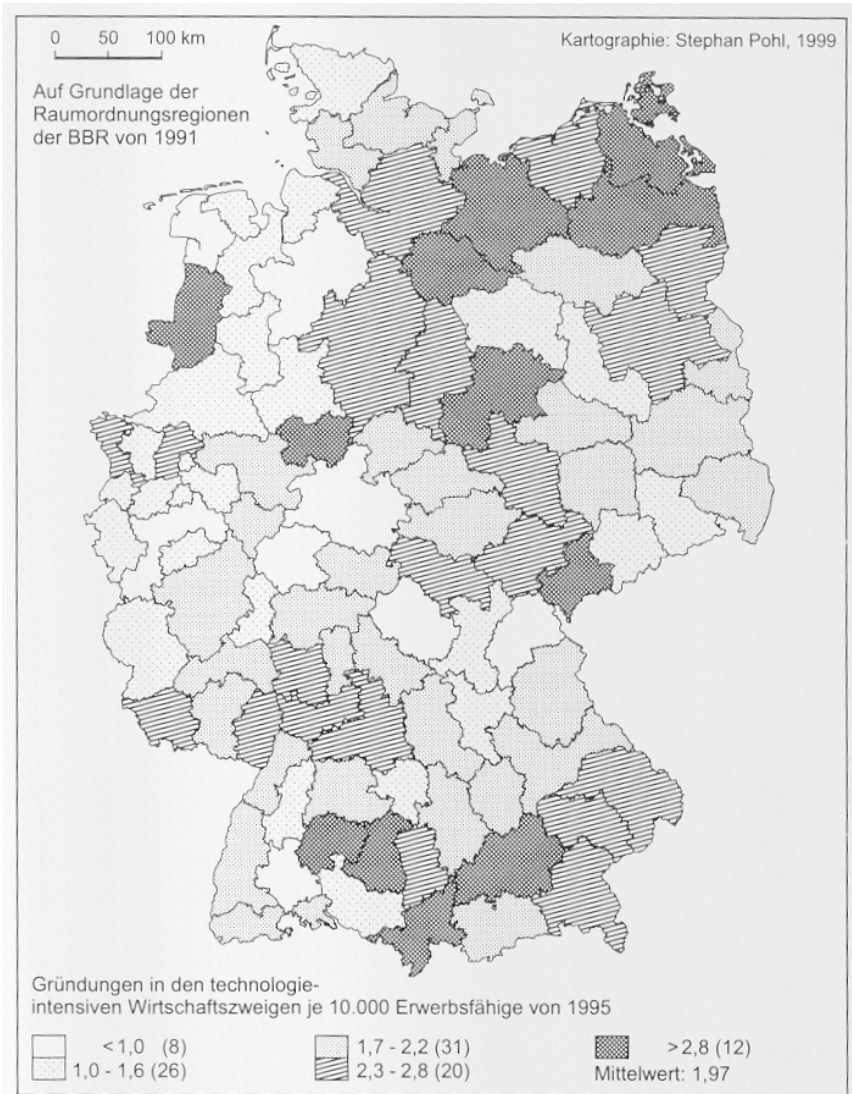 0 50 100 km
Kartographie: Stephan Pohl, 1999
Auf Grundlage der
Raumordnungsregionen
der BBR von 1991
Gründungen in den technologie-
intensiven Wirtschaftszweigen je 10.000 Erwerbsfähige von 1995
<1,0 (8)
1,0 - 1,6 (26)
1,7 - 2,2 (31)
2,3 - 2,8 (20)
>2,8 (12)
Mittelwert: 1,97